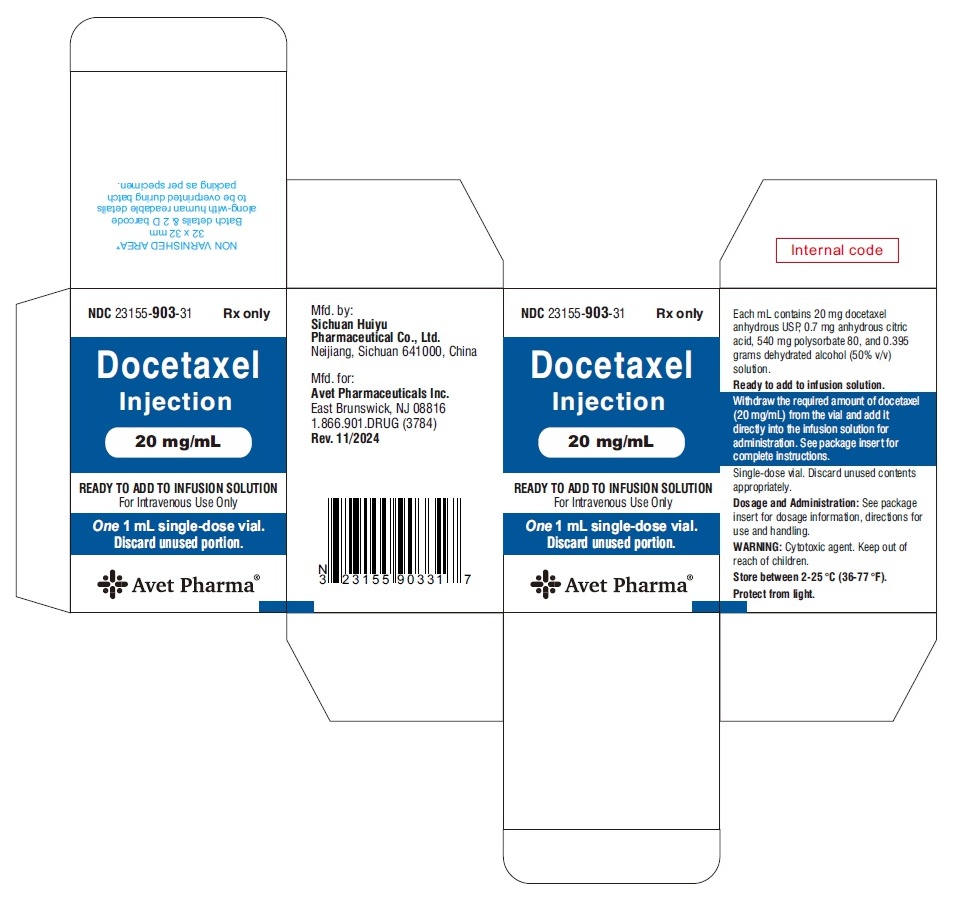 NON VARNISHED AREA*
32 x 32 mm
Batch details & 2 D barcode
along-with human readable details
to be overprinted during batch
packing as per specimen.
NDC 23155-903-31 Rx only
Docetaxel
Injection
20 mg/mL
READY TO ADD TO INFUSION SOLUTION
For Intravenous Use Only
One 1 mL single-dose vial.
Discard unused portion.
Avet Pharma®
Mfd. by:
Sichuan Huiyu
Pharmaceutical Co., Ltd.
Neijiang, Sichuan 641000, China
Mfd. for:
Avet Pharmaceuticals Inc.
East Brunswick, NJ 08816
1.866.901.DRUG (3784)
Rev. 11/2024
N
3 23155 90331 7
NDC 23155-903-31 Rx only
Docetaxel
Injection
20 mg/mL
READY TO ADD TO INFUSION SOLUTION
For Intravenous Use Only
One 1 mL single-dose vial.
Discard unused portion.
Avet Pharma®
Internal code
Each mL contains 20 mg docetaxel
anhydrous USP, 0.7 mg anhydrous citric
acid, 540 mg polysorbate 80, and 0.395
grams dehydrated alcohol (50% v/v)
solution.
Ready to add to infusion solution.
Withdraw the required amount of docetaxel
(20 mg/mL) from the vial and add it
directly into the infusion solution for
administration. See package insert for
complete instructions.
Single-dose vial. Discard unused contents
appropriately.
Dosage and Administration: See package
insert for dosage information, directions for
use and handling.
WARNING: Cytotoxic agent. Keep out of
reach of children.
Store between 2-25 °C (36-77 °F).
Protect from light.